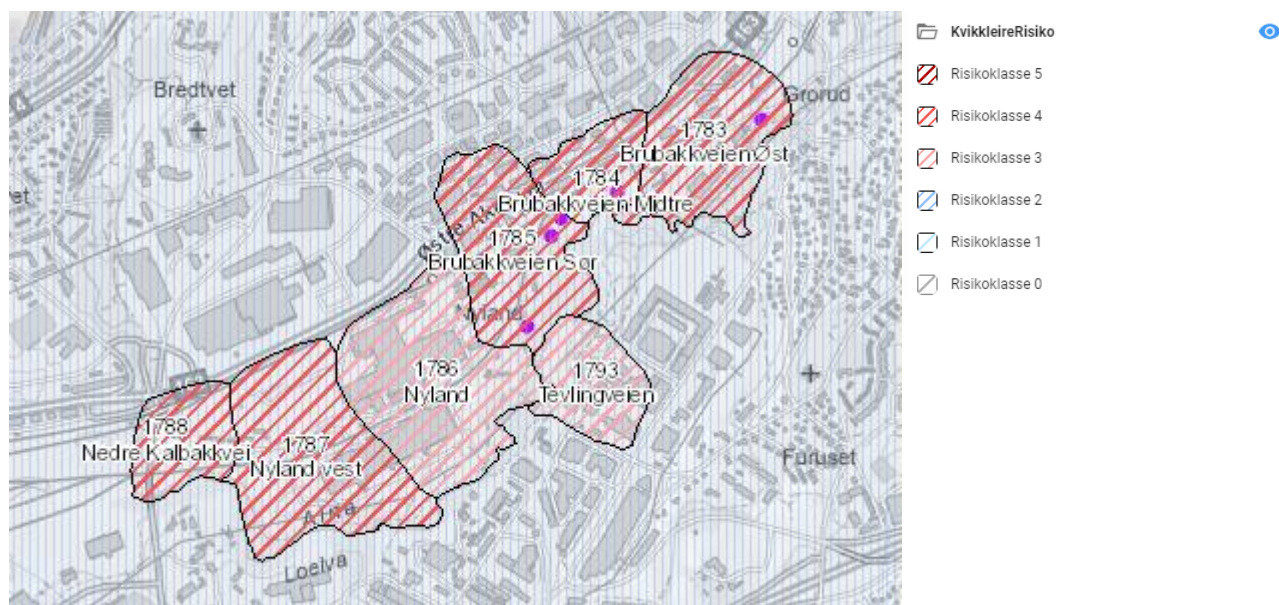 Bredtvet
Grorud
1783
Brubakkveien Øst
1784
Brubakkveien Midtre
1785
Brubakkveien Sør
Nyland
1786
Nyland
1793
Tevlingveien
1788
Nedre Kalbakkvei
1787
Nyland vest
Furuset
Alna
Loelva
KvikkleireRisiko
Risikoklasse 5
Risikoklasse 4
Risikoklasse 3
Risikoklasse 2
Risikoklasse 1
Risikoklasse 0